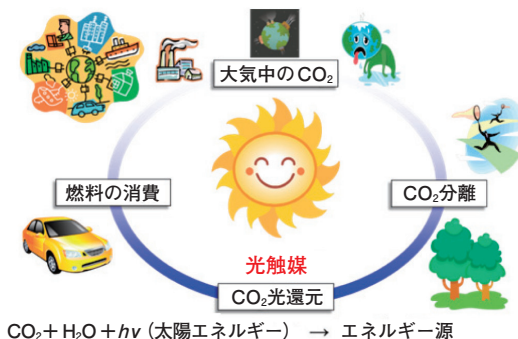 大気中のCO₂
燃料の消費
CO₂分離
光触媒
CO₂光還元
CO₂+H₂O+hν(太陽エネルギー) → エネルギー源